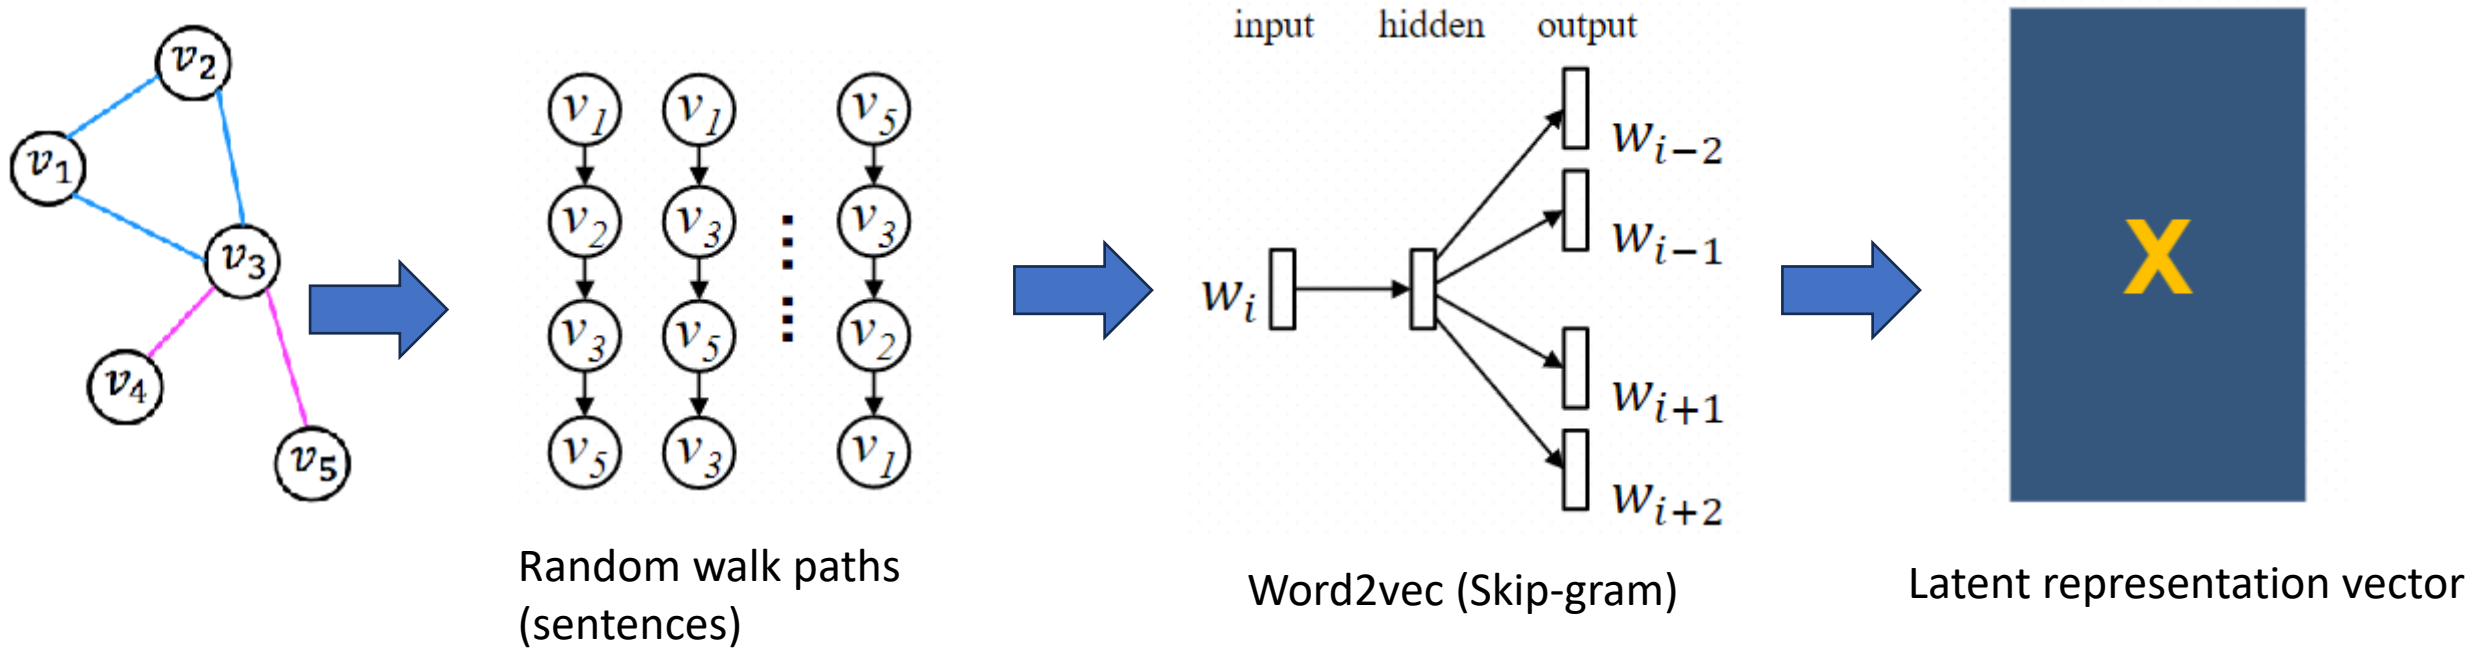 v2
v1
v3
v4
v5
v1 v1 v5
v2 v3 v3
v3 v5 v2
v5 v3 v1
Random walk paths
(sentences)
input hidden output
wi
wi−2
wi−1
wi+1
wi+2
Word2vec (Skip-gram)
X
Latent representation vector